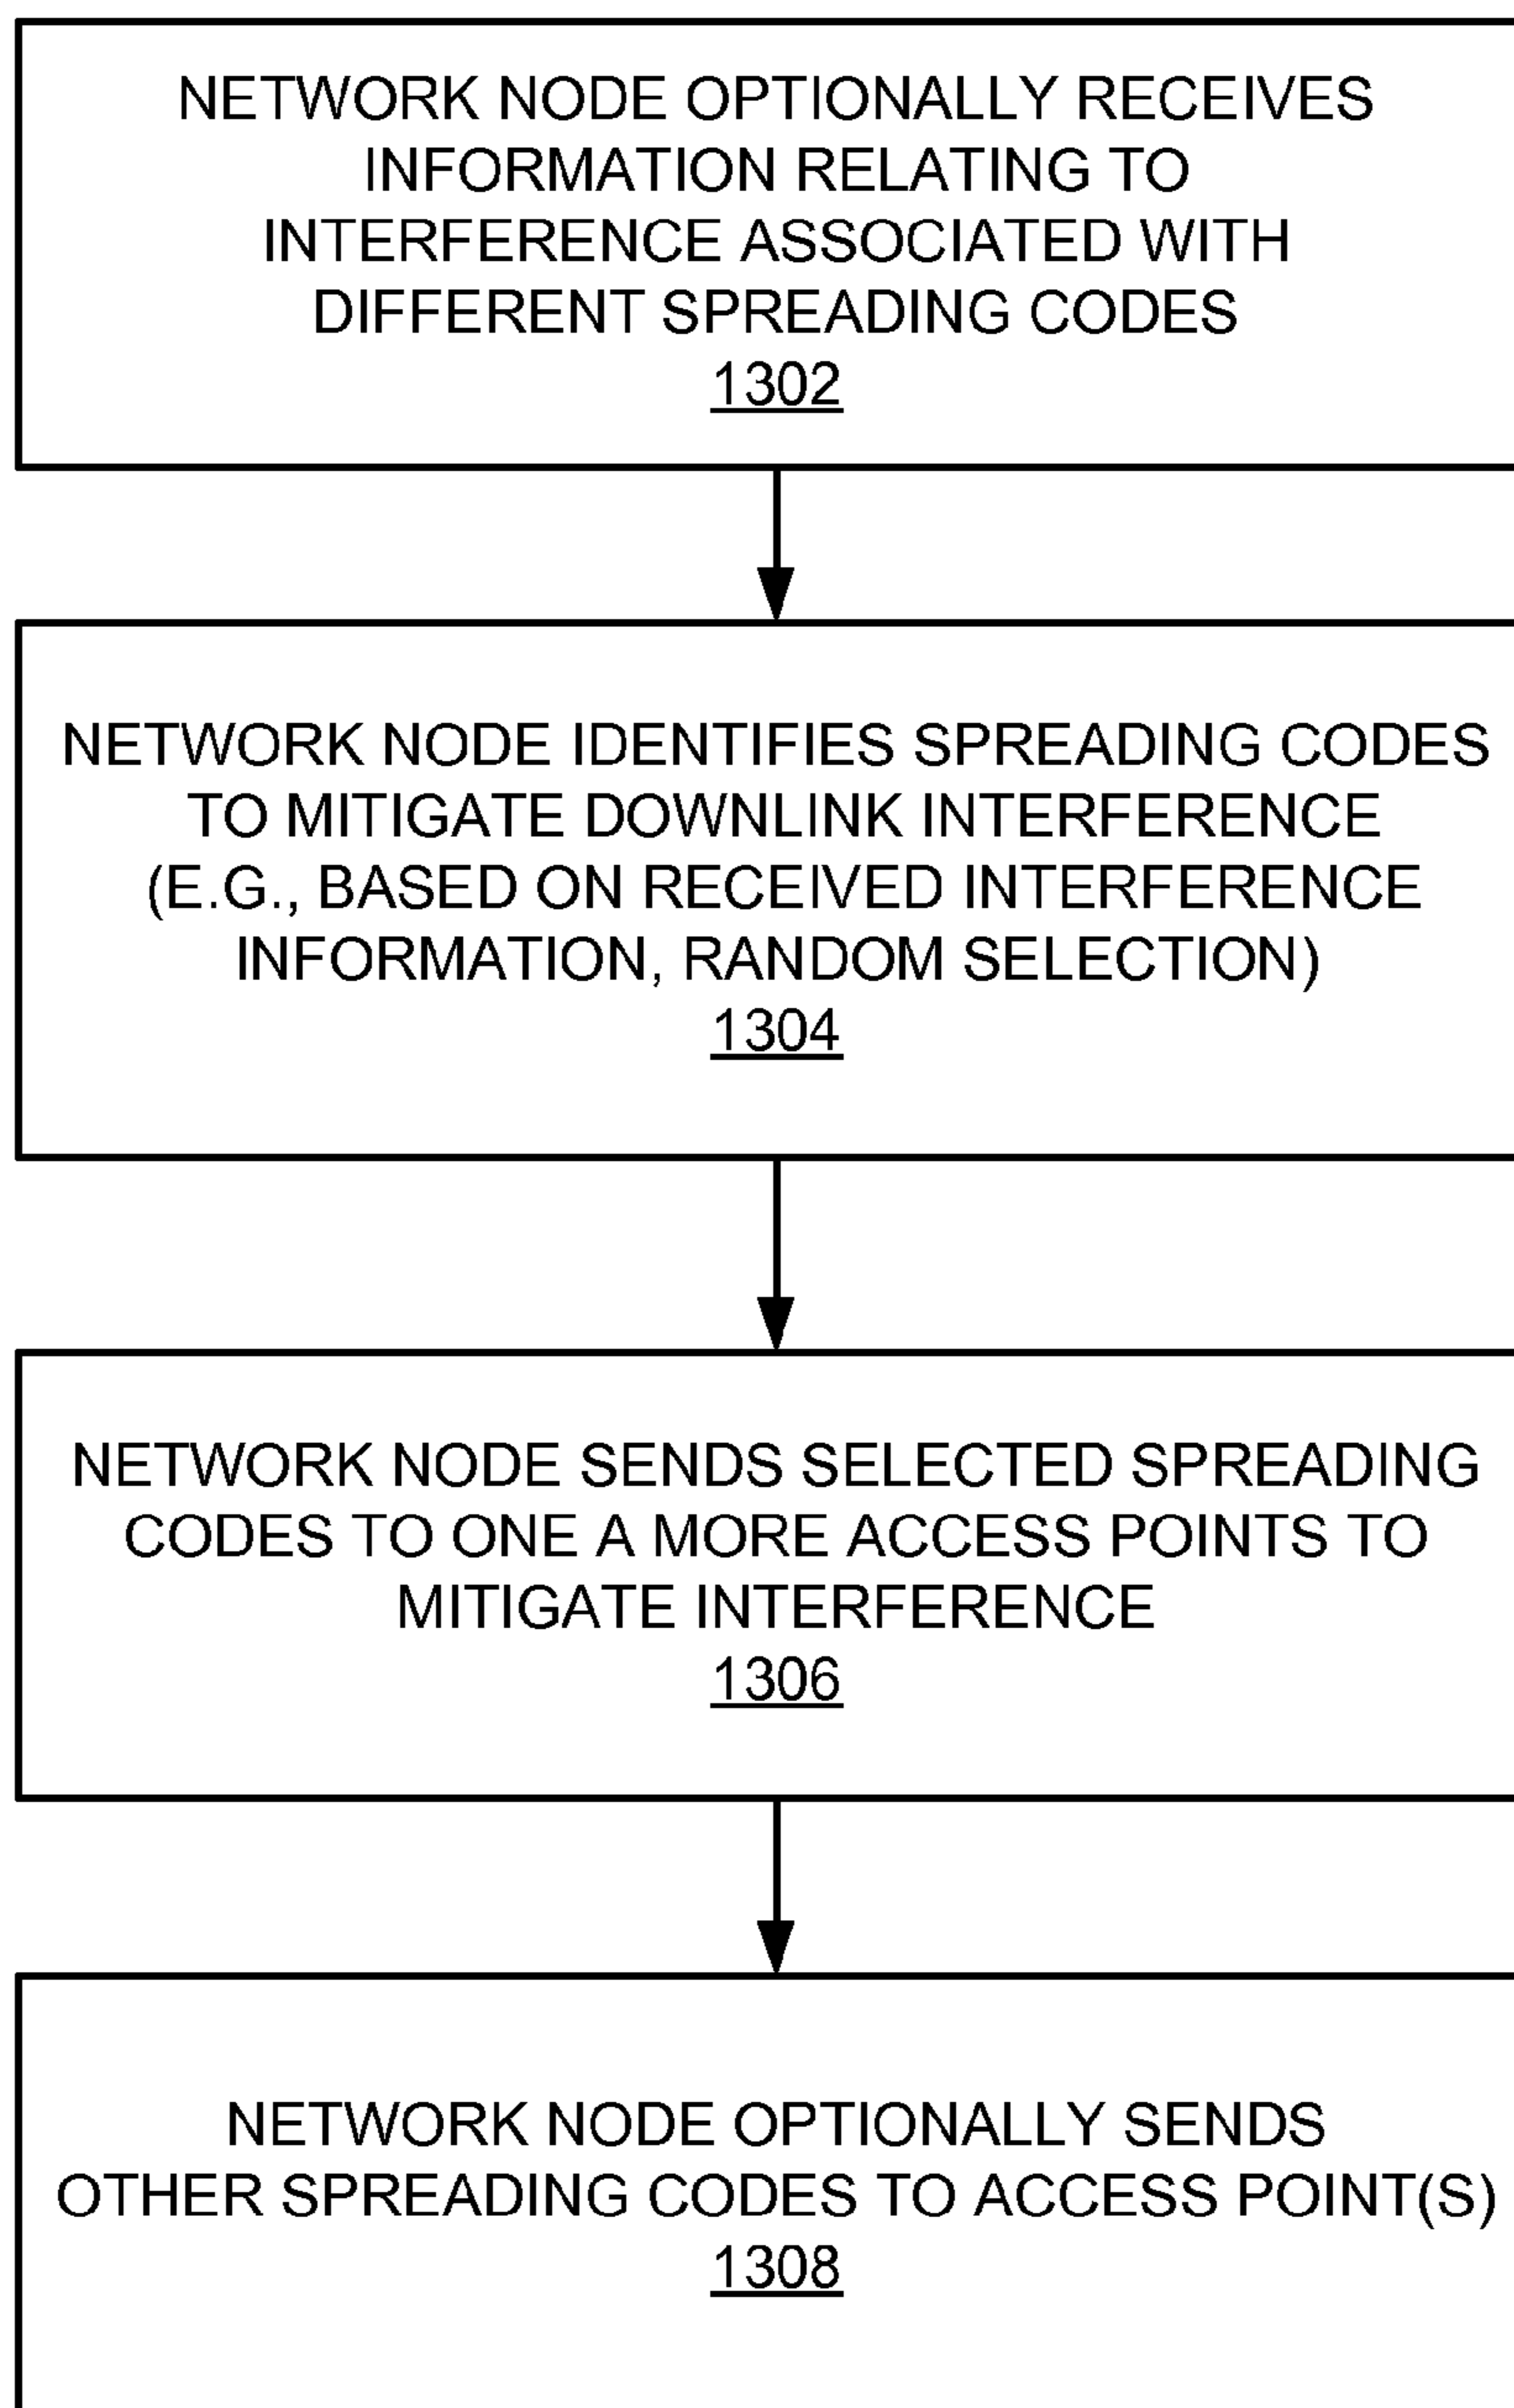 NETWORK NODE OPTIONALLY RECEIVES
INFORMATION RELATING TO
INTERFERENCE ASSOCIATED WITH
DIFFERENT SPREADING CODES
1302
NETWORK NODE IDENTIFIES SPREADING CODES
TO MITIGATE DOWNLINK INTERFERENCE
(E.G., BASED ON RECEIVED INTERFERENCE
INFORMATION, RANDOM SELECTION)
1304
NETWORK NODE SENDS SELECTED SPREADING
CODES TO ONE A MORE ACCESS POINTS TO
MITIGATE INTERFERENCE
1306
NETWORK NODE OPTIONALLY SENDS
OTHER SPREADING CODES TO ACCESS POINT(S)
1308